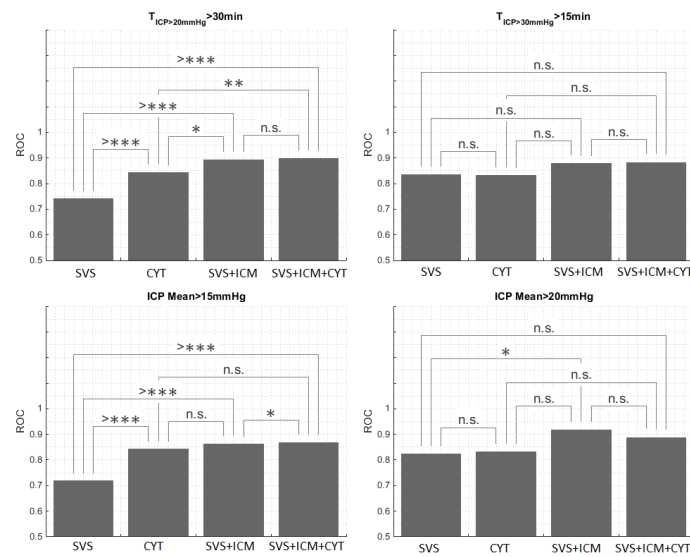 T ICP>20mmHg >30min
>***
**
>***
n.s.
>***
*
ROC
1
0.9
0.8
0.7
0.6
0.5
SVS CYT SVS+ICM SVS+ICM+CYT
T ICP>30mmHg >15min
n.s.
n.s.
n.s.
n.s.
n.s.
n.s.
ROC
1
0.9
0.8
0.7
0.6
0.5
SVS CYT SVS+ICM SVS+ICM+CYT
ICP Mean>15mmHg
>***
n.s.
>***
*
>***
n.s.
ROC
1
0.9
0.8
0.7
0.6
0.5
SVS CYT SVS+ICM SVS+ICM+CYT
ICP Mean>20mmHg
n.s.
*
n.s.
n.s.
n.s.
n.s.
ROC
1
0.9
0.8
0.7
0.6
0.5
SVS CYT SVS+ICM SVS+ICM+CYT